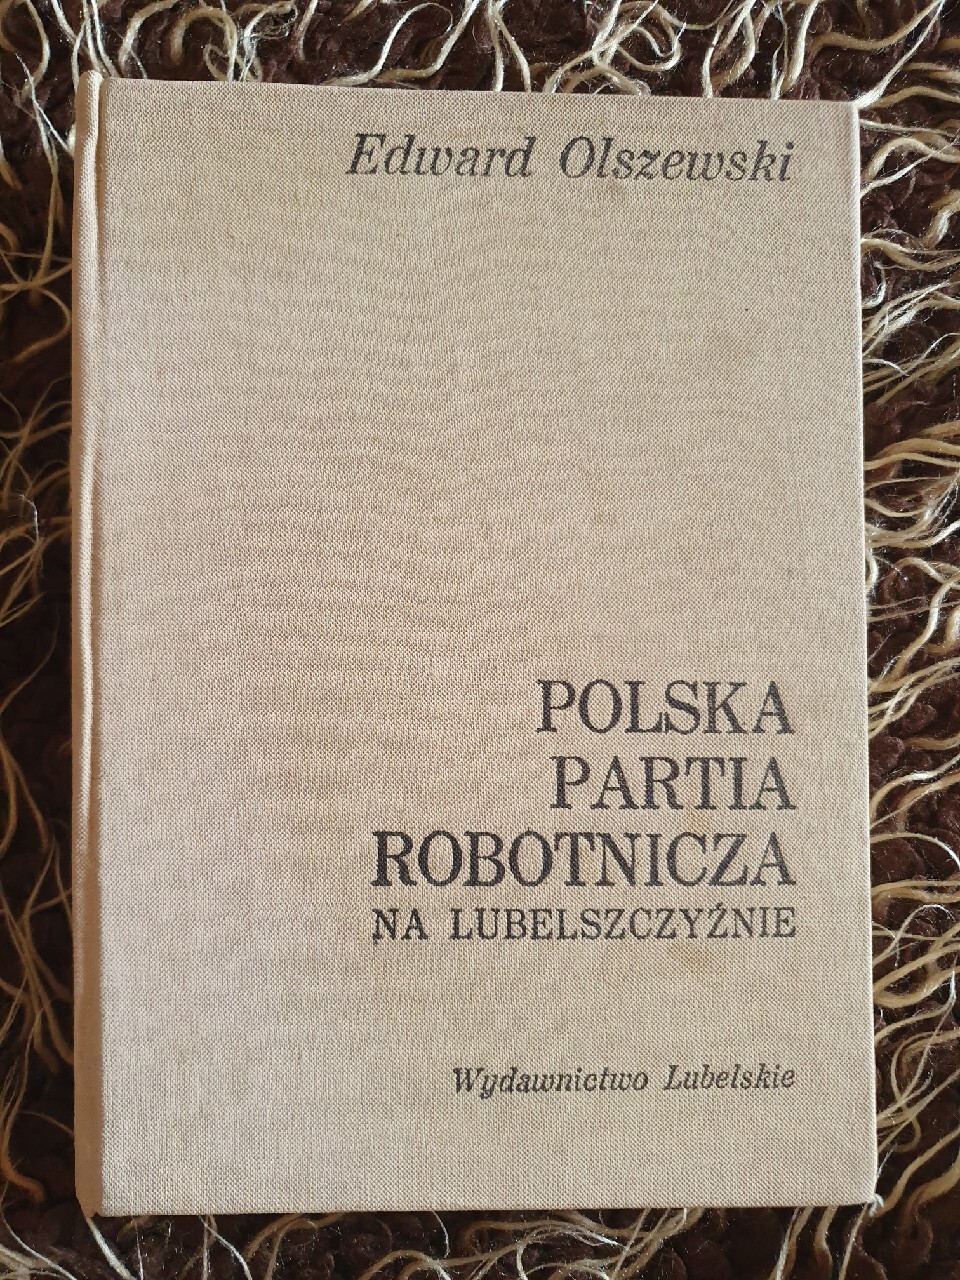 Edward Olszewski
POLSKA
PARTIA
ROBOTNICZA
NA LUBELSZCZYŹNIE
Wydawnictwo Lubelskie